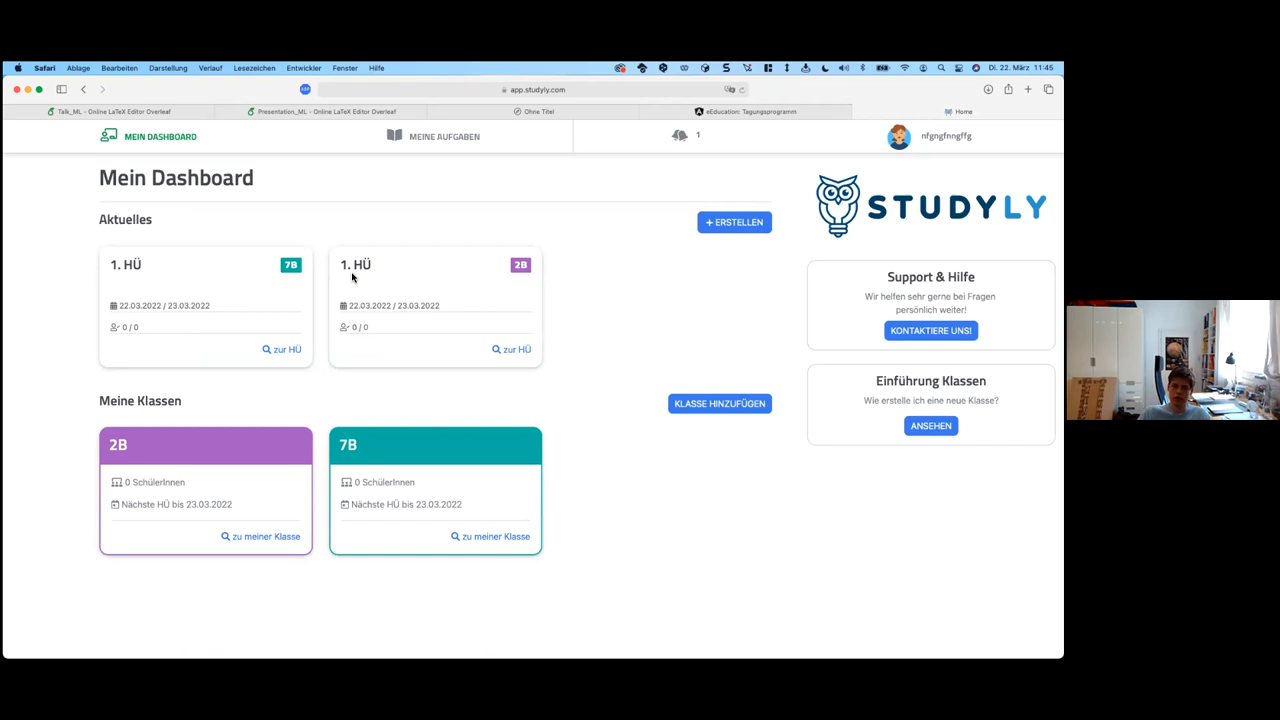 Safari Ablage Bearbeiten Darstellung Verlauf Lesezeichen Entwickler Fenster Hilfe Di. 22. März 11:45
app.studyly.com
Talk_ML - Online LaTeX Editor Overleaf Presentation_ML - Online LaTeX Editor Overleaf Ohne Titel eEducation: Tagungsprogramm Home
MEIN DASHBOARD MEINE AUFGABEN 1 nfgngfnngffg
Mein Dashboard
STUDYLY
Aktuelles + ERSTELLEN
1. HÜ 7B 1. HÜ 2B
22.03.2022 / 23.03.2022 22.03.2022 / 23.03.2022
0 / 0 0 / 0
zur HÜ zur HÜ
Support & Hilfe
Wir helfen sehr gerne bei Fragen
persönlich weiter!
KONTAKTIERE UNS!
Einführung Klassen
Wie erstelle ich eine neue Klasse?
ANSEHEN
Meine Klassen KLASSE HINZUFÜGEN
2B 7B
0 SchülerInnen 0 SchülerInnen
Nächste HÜ bis 23.03.2022 Nächste HÜ bis 23.03.2022
zu meiner Klasse zu meiner Klasse